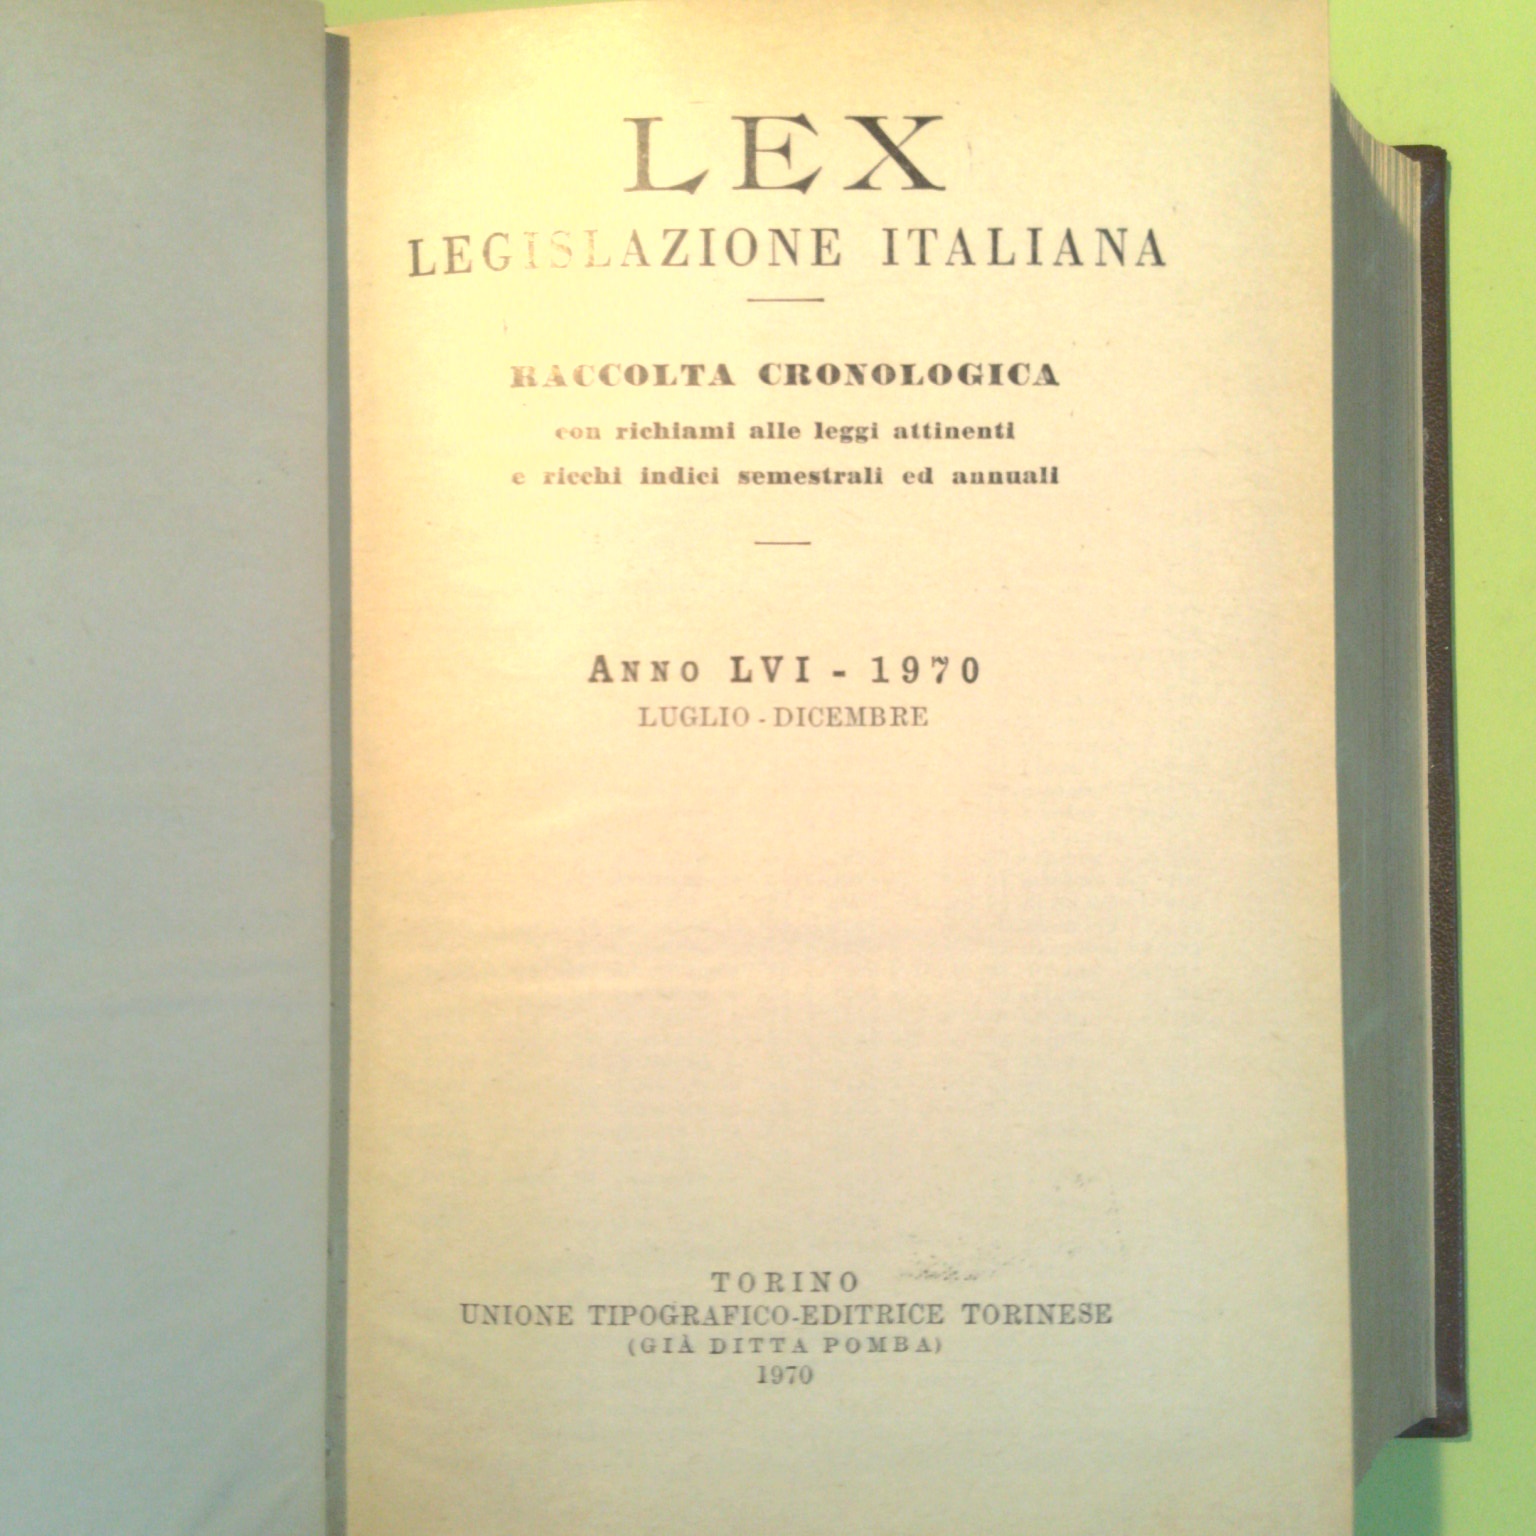 LEX
LEGISLAZIONE ITALIANA
RACCOLTA CRONOLOGICA
con richiami alle leggi attinenti
e ricchi indici semestrali ed annuali
ANNO LVI - 1970
LUGLIO - DICEMBRE
TORINO
UNIONE TIPOGRAFICO-EDITRICE TORINESE
(GIÀ DITTA POMBA)
1970